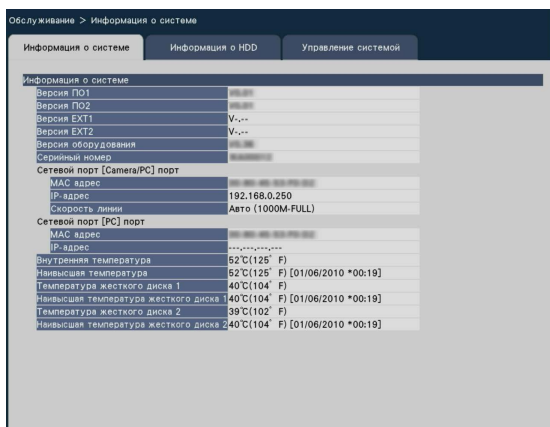 Обслуживание > Информация о системе
Информация о системе Информация о HDD Управление системой
Информация о системе
Версия ПО1
Версия ПО2
Версия EXT1 V-.--
Версия EXT2 V-.--
Версия оборудования
Серийный номер
Сетевой порт [Camera/PC] порт
MAC адрес
IP-адрес 192.168.0.250
Скорость линии Авто (1000M-FULL)
Сетевой порт [PC] порт
MAC адрес
IP-адрес ---.---.---.---
Внутренняя температура 52℃(125° F)
Наивысшая температура 52℃(125° F) [01/06/2010 *00:19]
Температура жесткого диска 1 40℃(104° F)
Наивысшая температура жесткого диска 1 40℃(104° F) [01/06/2010 *00:19]
Температура жесткого диска 2 39℃(102° F)
Наивысшая температура жесткого диска 2 40℃(104° F) [01/06/2010 *00:19]